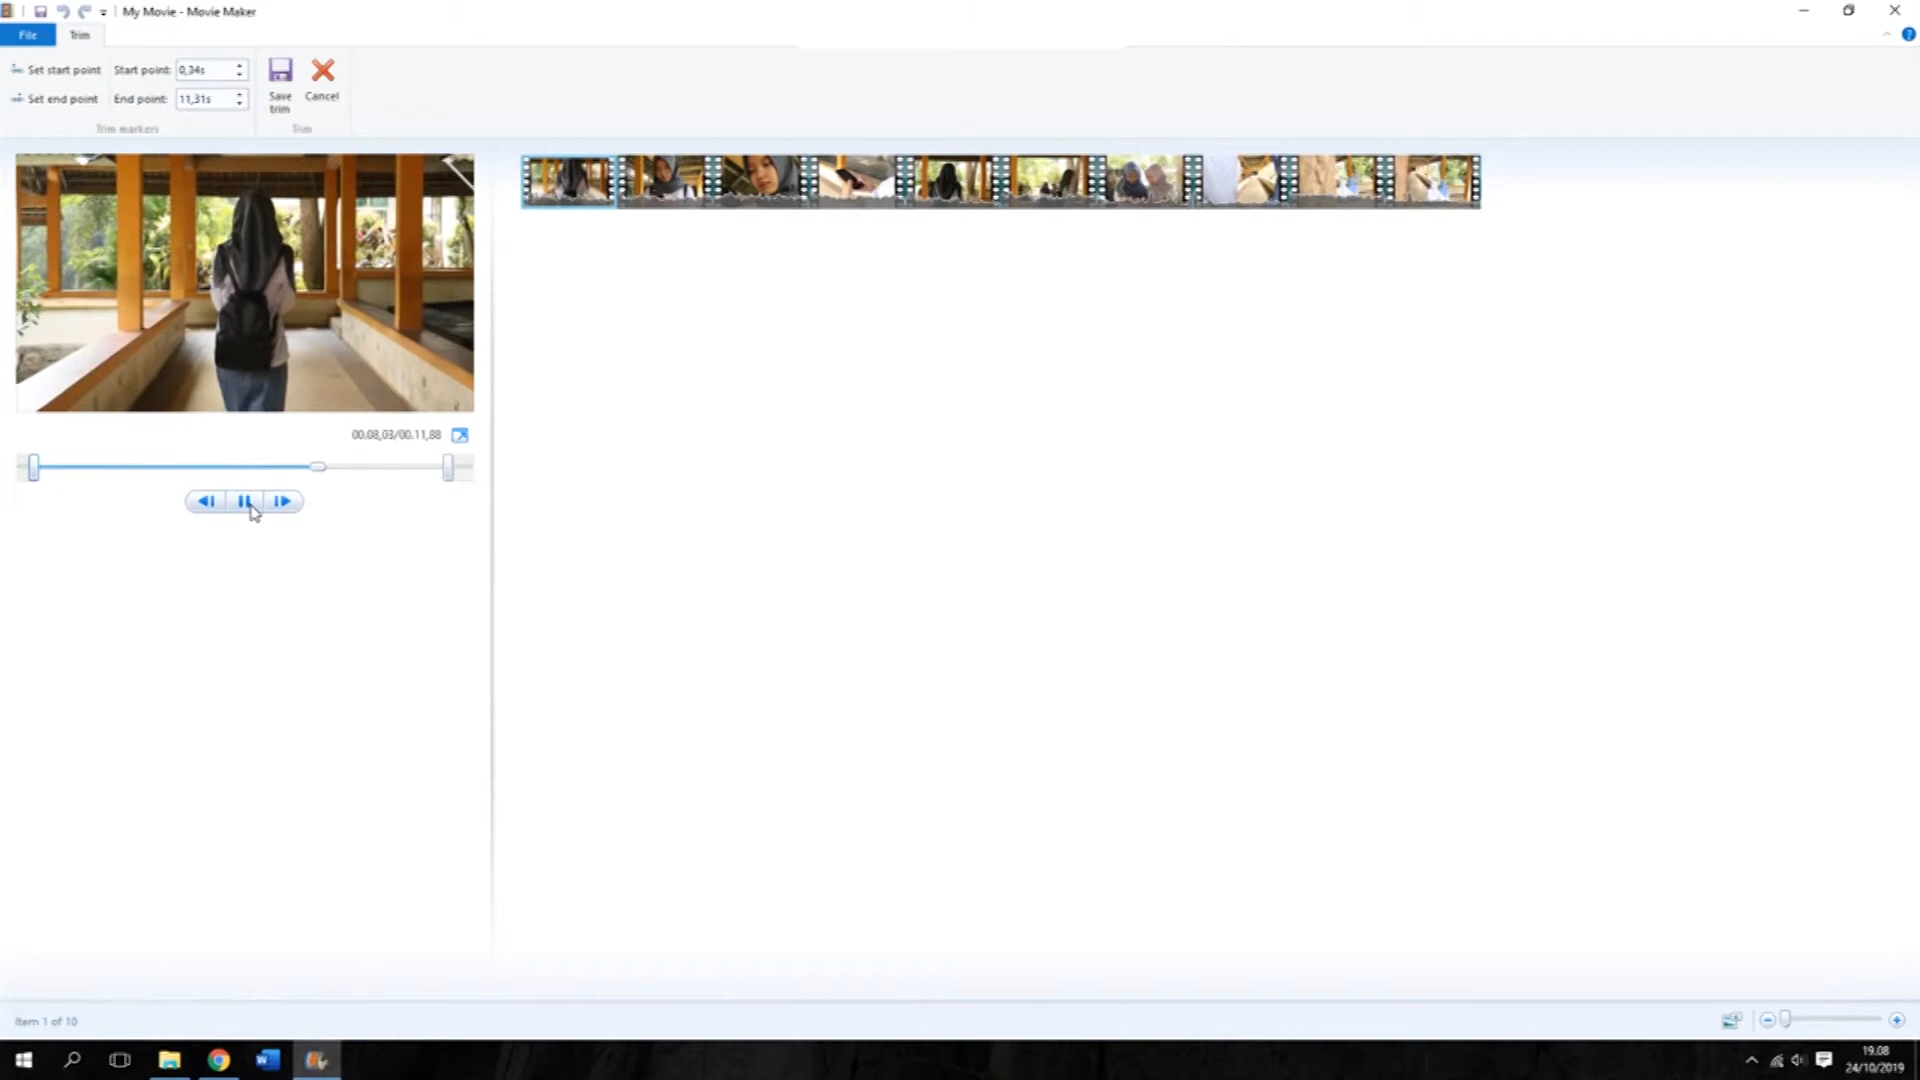 My Movie - Movie Maker
File Trim
Set start point Start point: 0,34s
Set end point End point: 11,31s
Save trim
Cancel
Trim markers
Trim
00.08,03/00.11,88
Item 1 of 10
19.08
24/10/2019